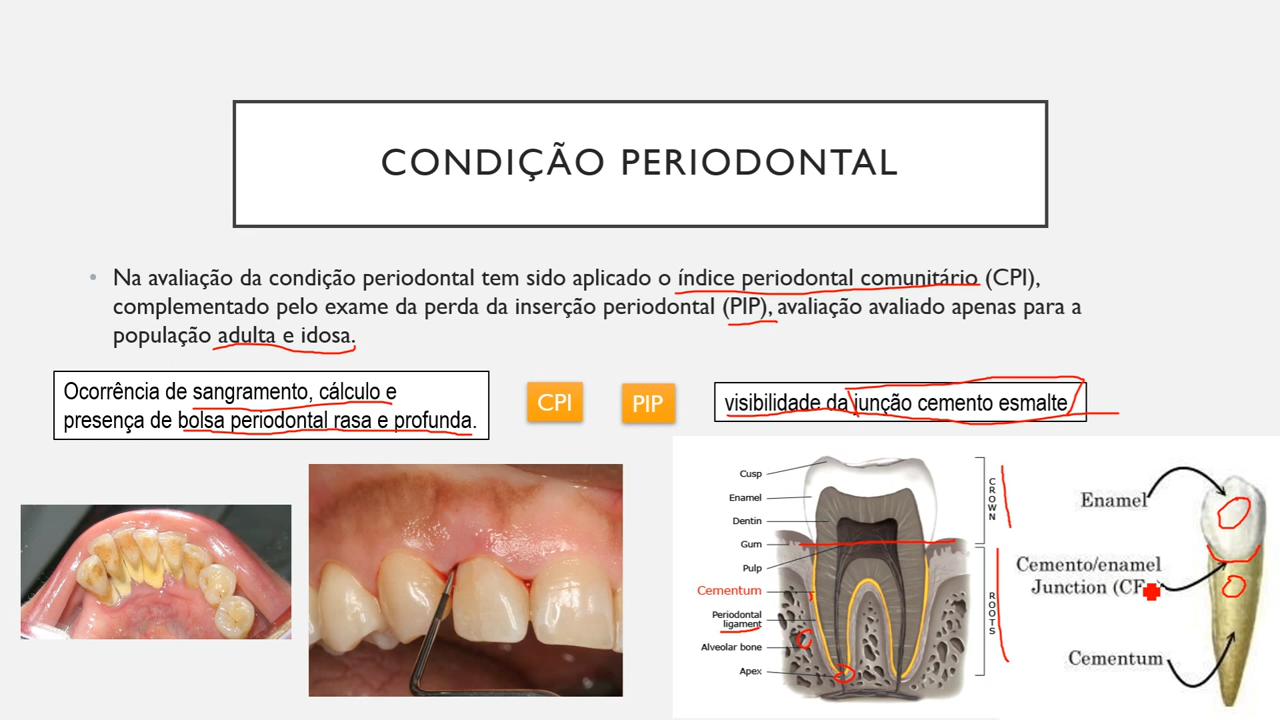 CONDIÇÃO PERIODONTAL
• Na avaliação da condição periodontal tem sido aplicado o índice periodontal comunitário (CPI),
complementado pelo exame da perda da inserção periodontal (PIP), avaliação avaliado apenas para a
população adulta e idosa.
Ocorrência de sangramento, cálculo e
presença de bolsa periodontal rasa e profunda.
CPI
PIP
visibilidade da junção cemento esmalte
Cusp
Enamel
Dentin
Gum
Pulp
Cementum
Periodontal
ligament
Alveolar bone
Apex
CROWN
ROOTS
Enamel
Cemento/enamel
Junction
Cementum